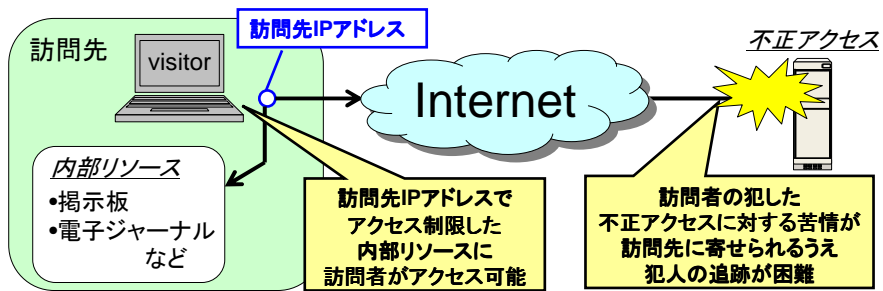 訪問先
visitor
訪問先IPアドレス
Internet
不正アクセス
内部リソース
•掲示板
•電子ジャーナル
など
訪問先IPアドレスで
アクセス制限した
内部リソースに
訪問者がアクセス可能
訪問者の犯した
不正アクセスに対する苦情が
訪問先に寄せられるうえ
犯人の追跡が困難